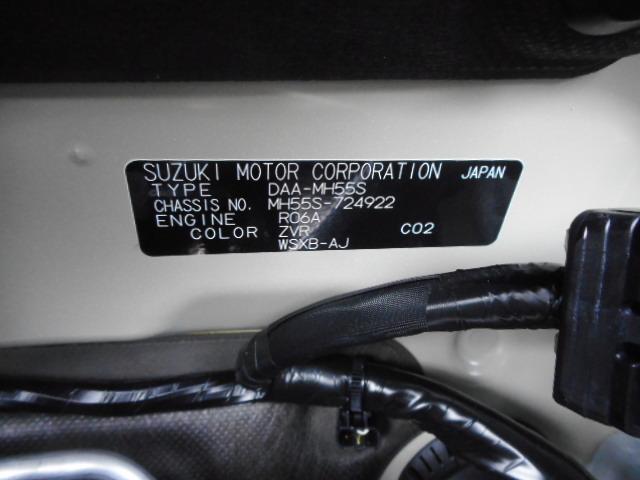 SUZUKI MOTOR CORPORATION JAPAN
TYPE DAA-MH55S
CHASSIS NO. MH55S-724922
ENGINE R06A
COLOR ZVR C02
WSXB-AJ